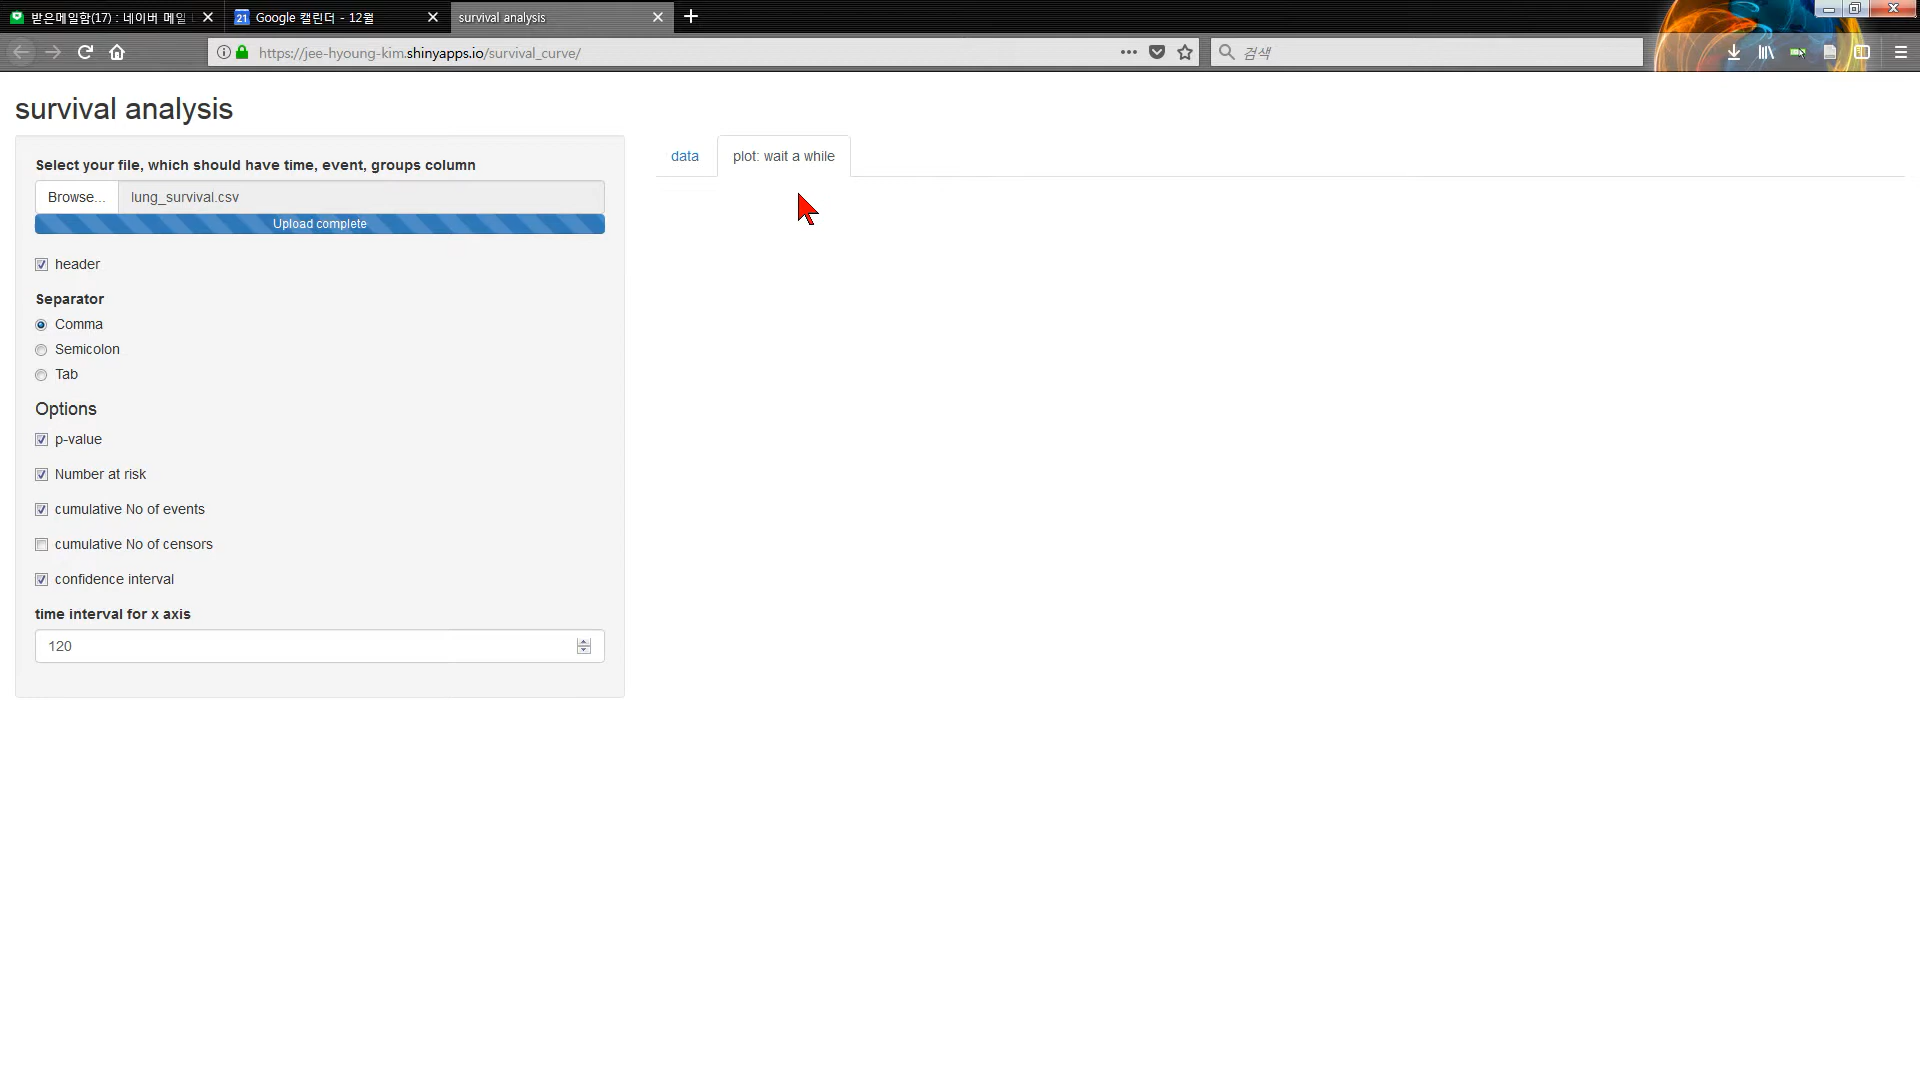 받은메일함(17) : 네이버 메일
Google 캘린더 - 12월
survival analysis
https://jee-hyoung-kim.shinyapps.io/survival_curve/
검색
survival analysis
Select your file, which should have time, event, groups column
Browse...
lung_survival.csv
Upload complete
header
Separator
Comma
Semicolon
Tab
Options
p-value
Number at risk
cumulative No of events
cumulative No of censors
confidence interval
time interval for x axis
120
data
plot: wait a while